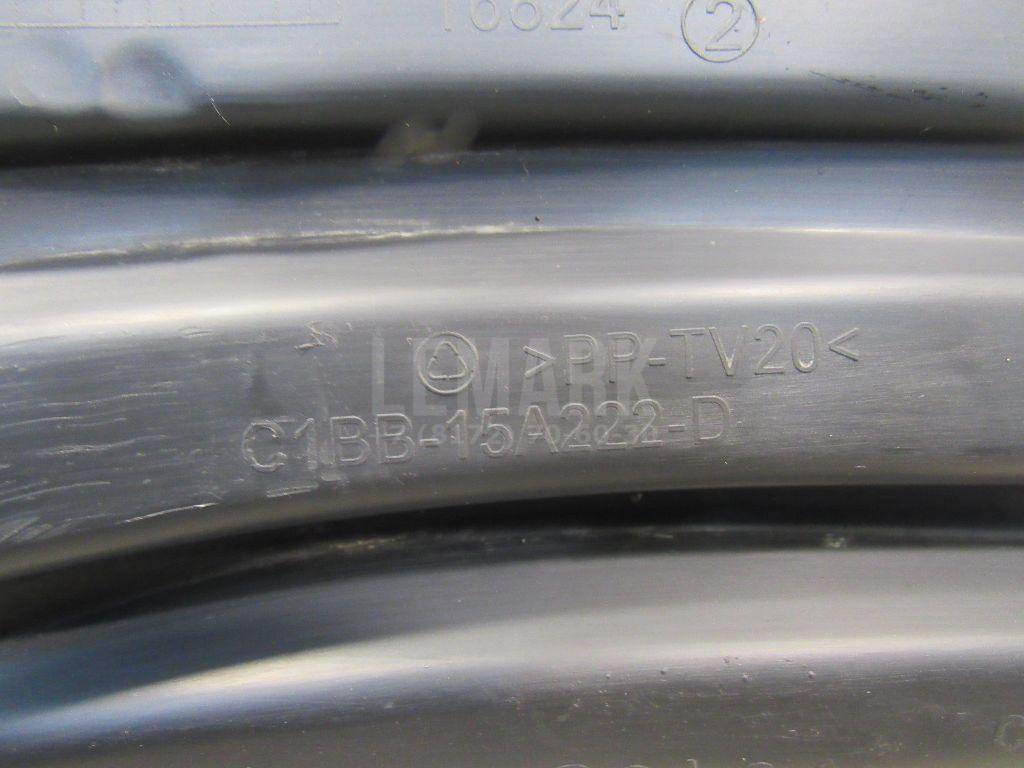 16624 2
>PP-TV20<
LEMARK
C1BB-15A222-D